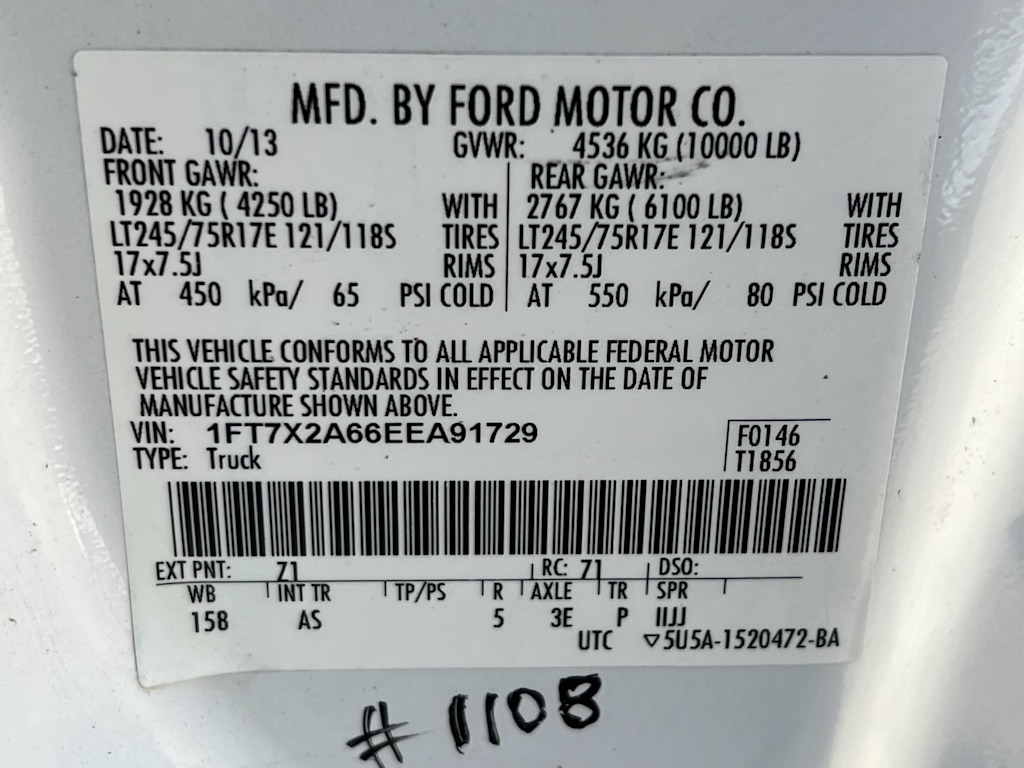 MFD. BY FORD MOTOR CO.
DATE: 10/13 GVWR: 4536 KG (10000 LB)
FRONT GAWR: REAR GAWR:
1928 KG ( 4250 LB) WITH 2767 KG ( 6100 LB) WITH
LT245/75R17E 121/118S TIRES LT245/75R17E 121/118S TIRES
17x7.5J RIMS 17x7.5J RIMS
AT 450 kPa/ 65 PSI COLD AT 550 kPa/ 80 PSI COLD
THIS VEHICLE CONFORMS TO ALL APPLICABLE FEDERAL MOTOR
VEHICLE SAFETY STANDARDS IN EFFECT ON THE DATE OF
MANUFACTURE SHOWN ABOVE.
VIN: 1FT7X2A66EEA91729 F0146
TYPE: Truck T1856
EXT PNT: Z1 RC: 71 DSO:
WB INT TR TP/PS R AXLE TR SPR
158 AS 5 3E P IIJJ
UTC ▽5U5A-1520472-BA
# 1108